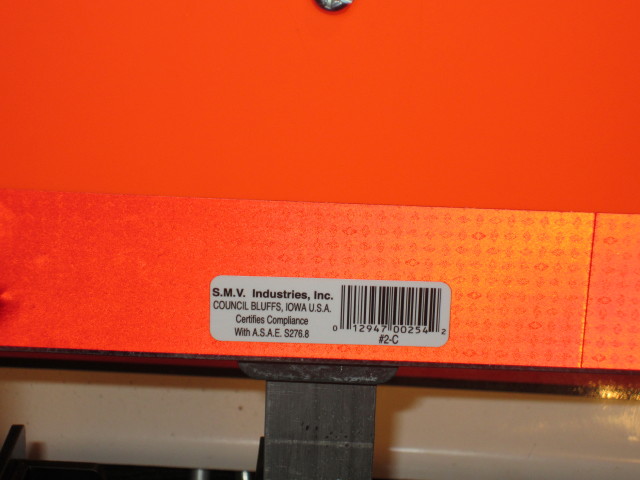 S.M.V. Industries, Inc.
COUNCIL BLUFFS, IOWA U.S.A.
Certifies Compliance
With A.S.A.E. S276.8
0 12947 00254 2
#2-C